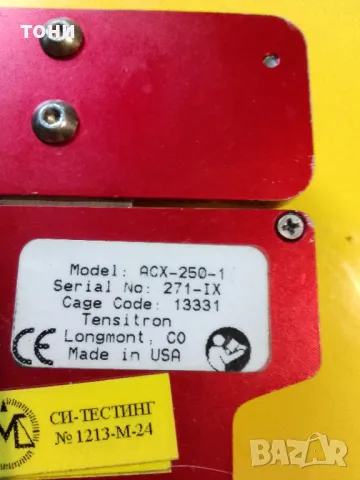 ТОНИ
Model: ACX-250-1
Serial No: 271-IX
Cage Code: 13331
Tensitron
Longmont, CO
Made in USA
CE
М
СИ-ТЕСТИНГ
№ 1213-М-24
BAZAR